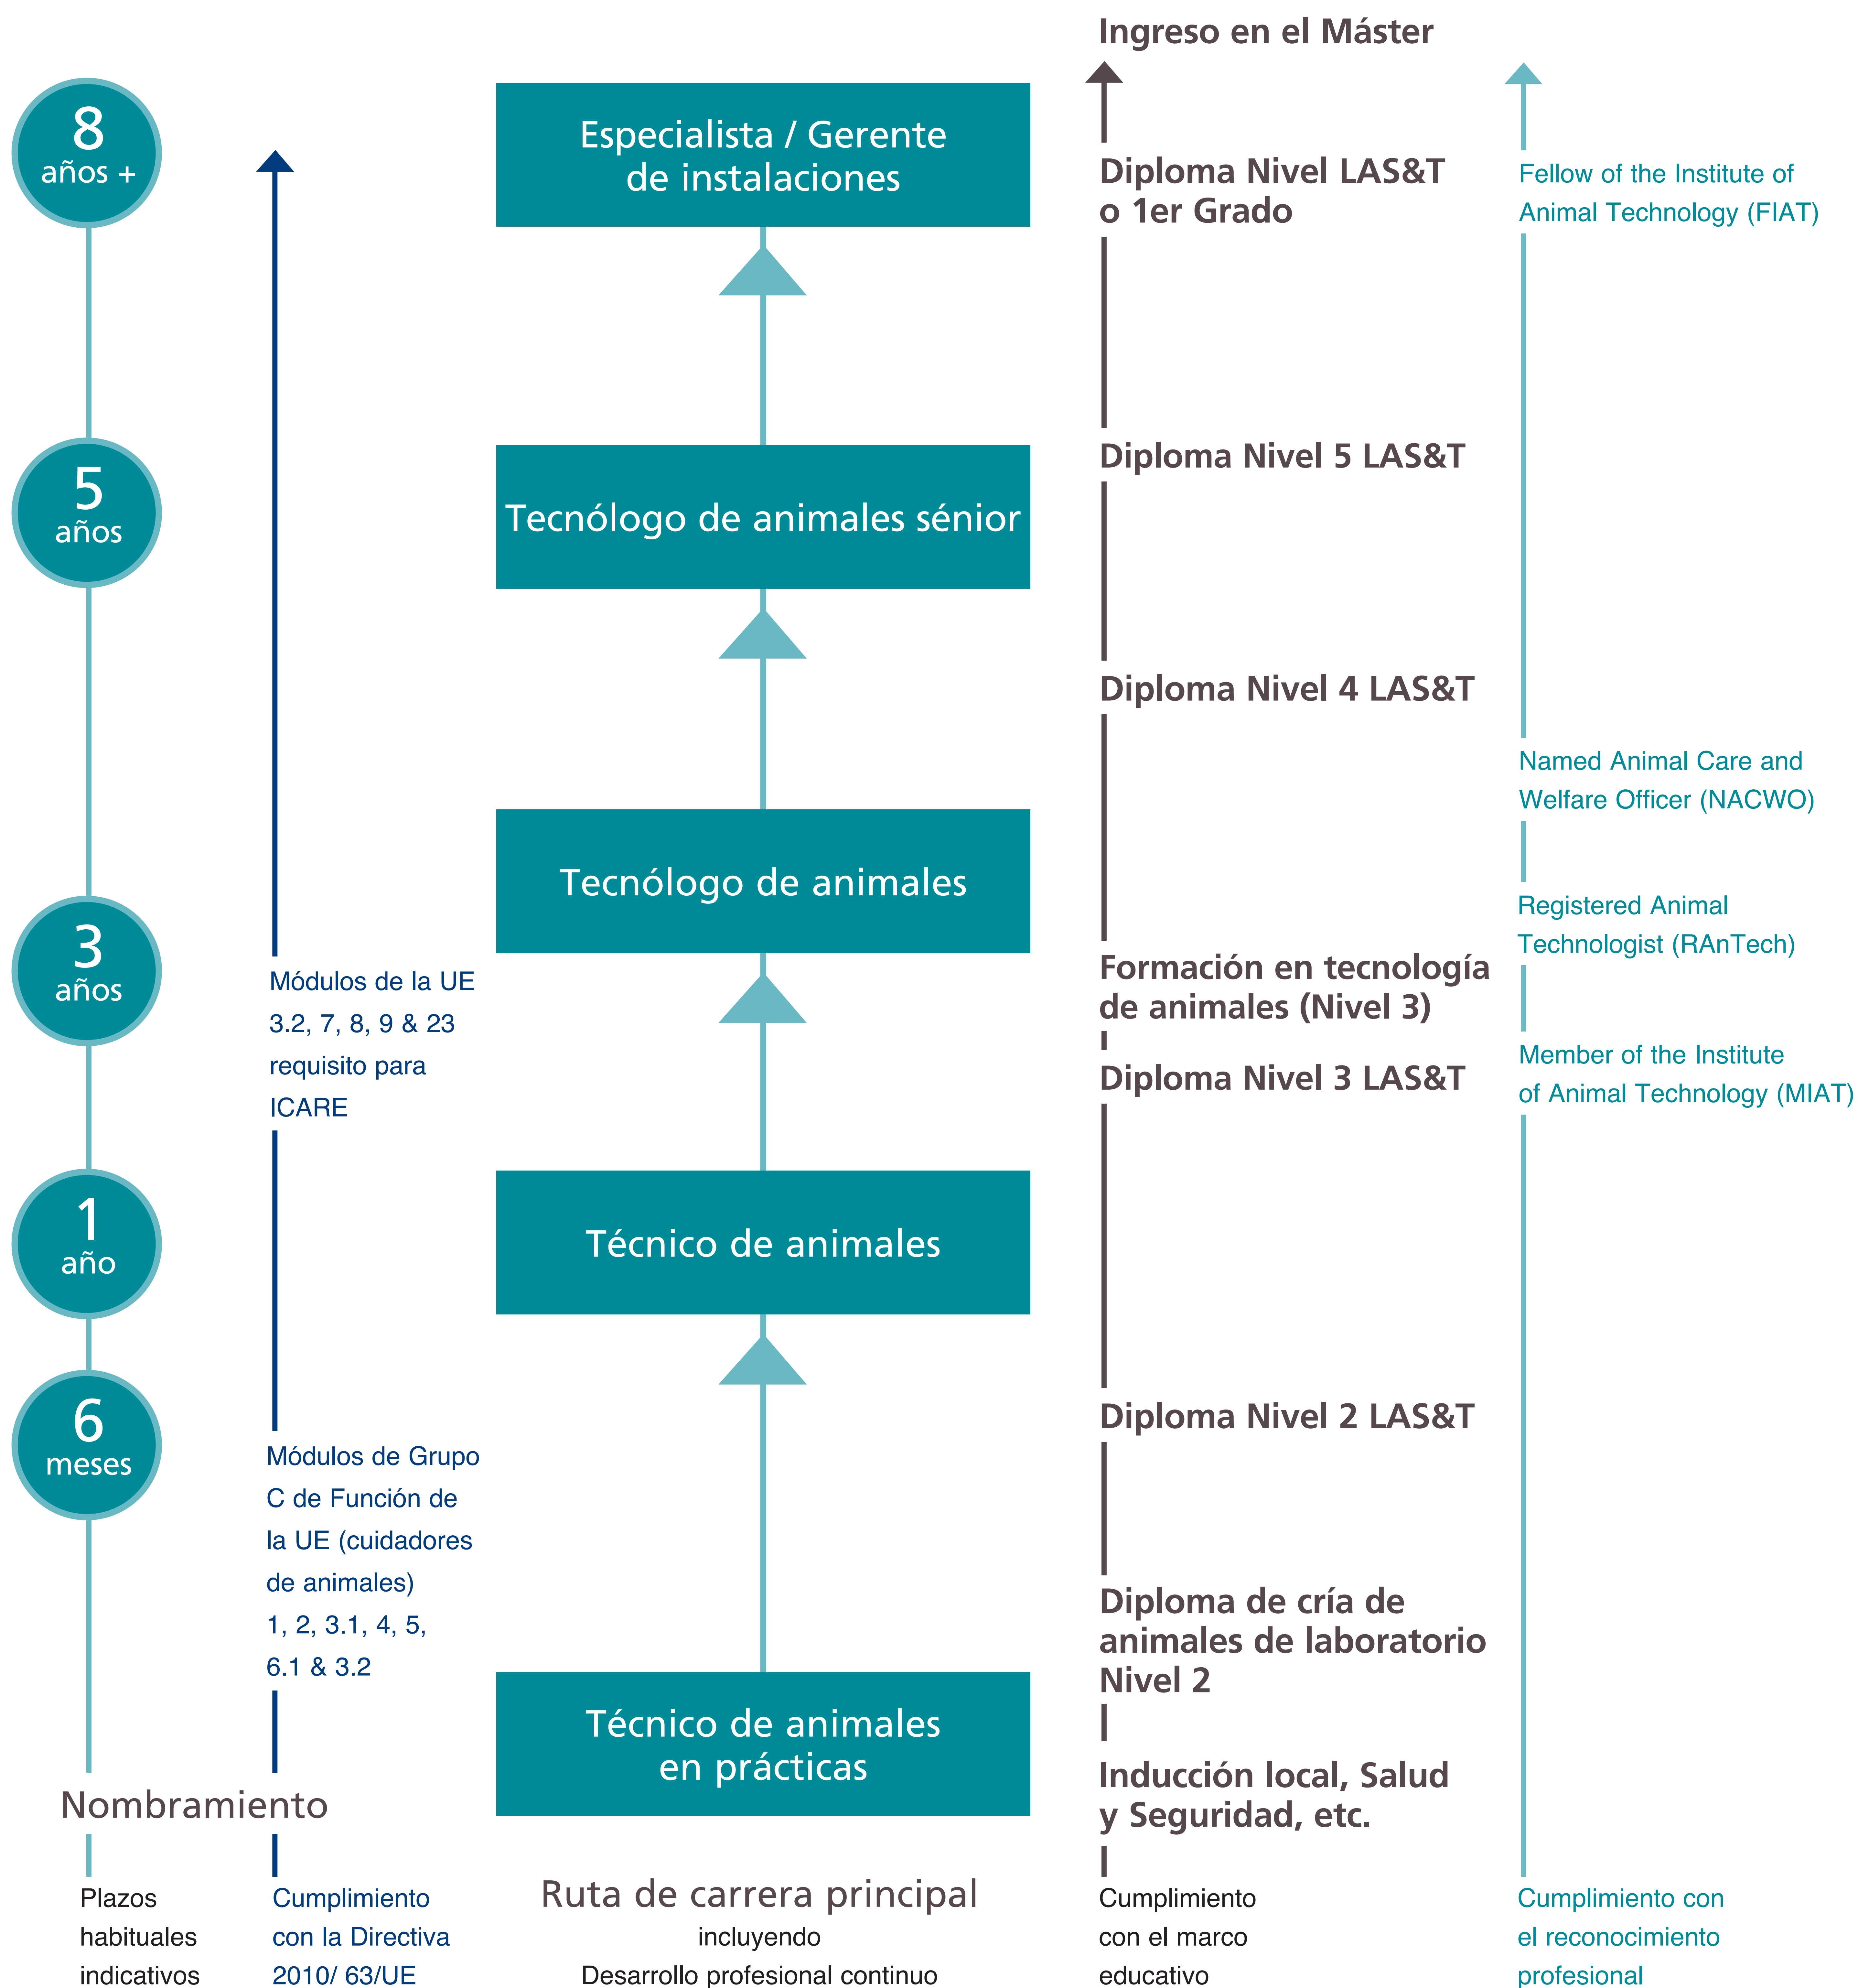 Ingreso en el Máster
8
años +
Especialista / Gerente
de instalaciones
Diploma Nivel LAS&T
o 1er Grado
Fellow of the Institute of
Animal Technology (FIAT)
5
años
Tecnólogo de animales sénior
Diploma Nivel 5 LAS&T
Diploma Nivel 4 LAS&T
Named Animal Care and
Welfare Officer (NACWO)
Tecnólogo de animales
3
años
Módulos de la UE
3.2, 7, 8, 9 & 23
requisito para
ICARE
Formación en tecnología
de animales (Nivel 3)
Diploma Nivel 3 LAS&T
Registered Animal
Technologist (RAnTech)
Member of the Institute
of Animal Technology (MIAT)
1
año
Técnico de animales
6
meses
Módulos de Grupo
C de Función de
la UE (cuidadores
de animales)
1, 2, 3.1, 4, 5,
6.1 & 3.2
Diploma Nivel 2 LAS&T
Diploma de cría de
animales de laboratorio
Nivel 2
Técnico de animales
en prácticas
Inducción local, Salud
y Seguridad, etc.
Nombramiento
Plazos
habituales
indicativos
Cumplimiento
con la Directiva
2010/ 63/UE
Ruta de carrera principal
incluyendo
Desarrollo profesional continuo
Cumplimiento
con el marco
educativo
Cumplimiento con
el reconocimiento
profesional